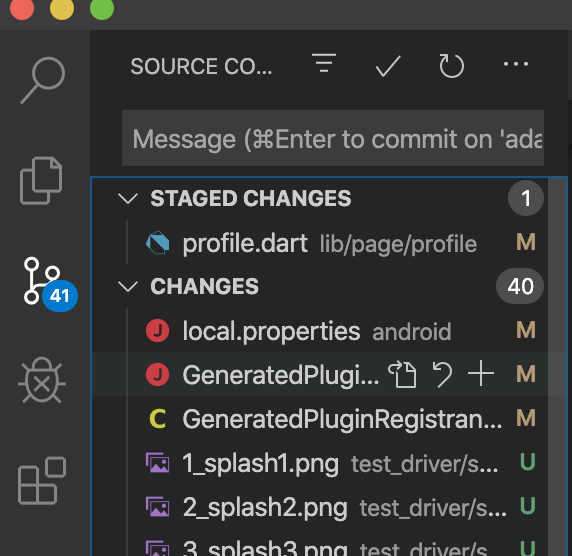 SOURCE CO...
Message (⌘Enter to commit on 'ada
STAGED CHANGES 1
profile.dart lib/page/profile M
CHANGES 40
J local.properties android M
41
J GeneratedPlugi... M
C GeneratedPluginRegistran... M
1_splash1.png test_driver/s... U
2_splash2.png test_driver/s... U
3_splash3.png test_driver/s... U